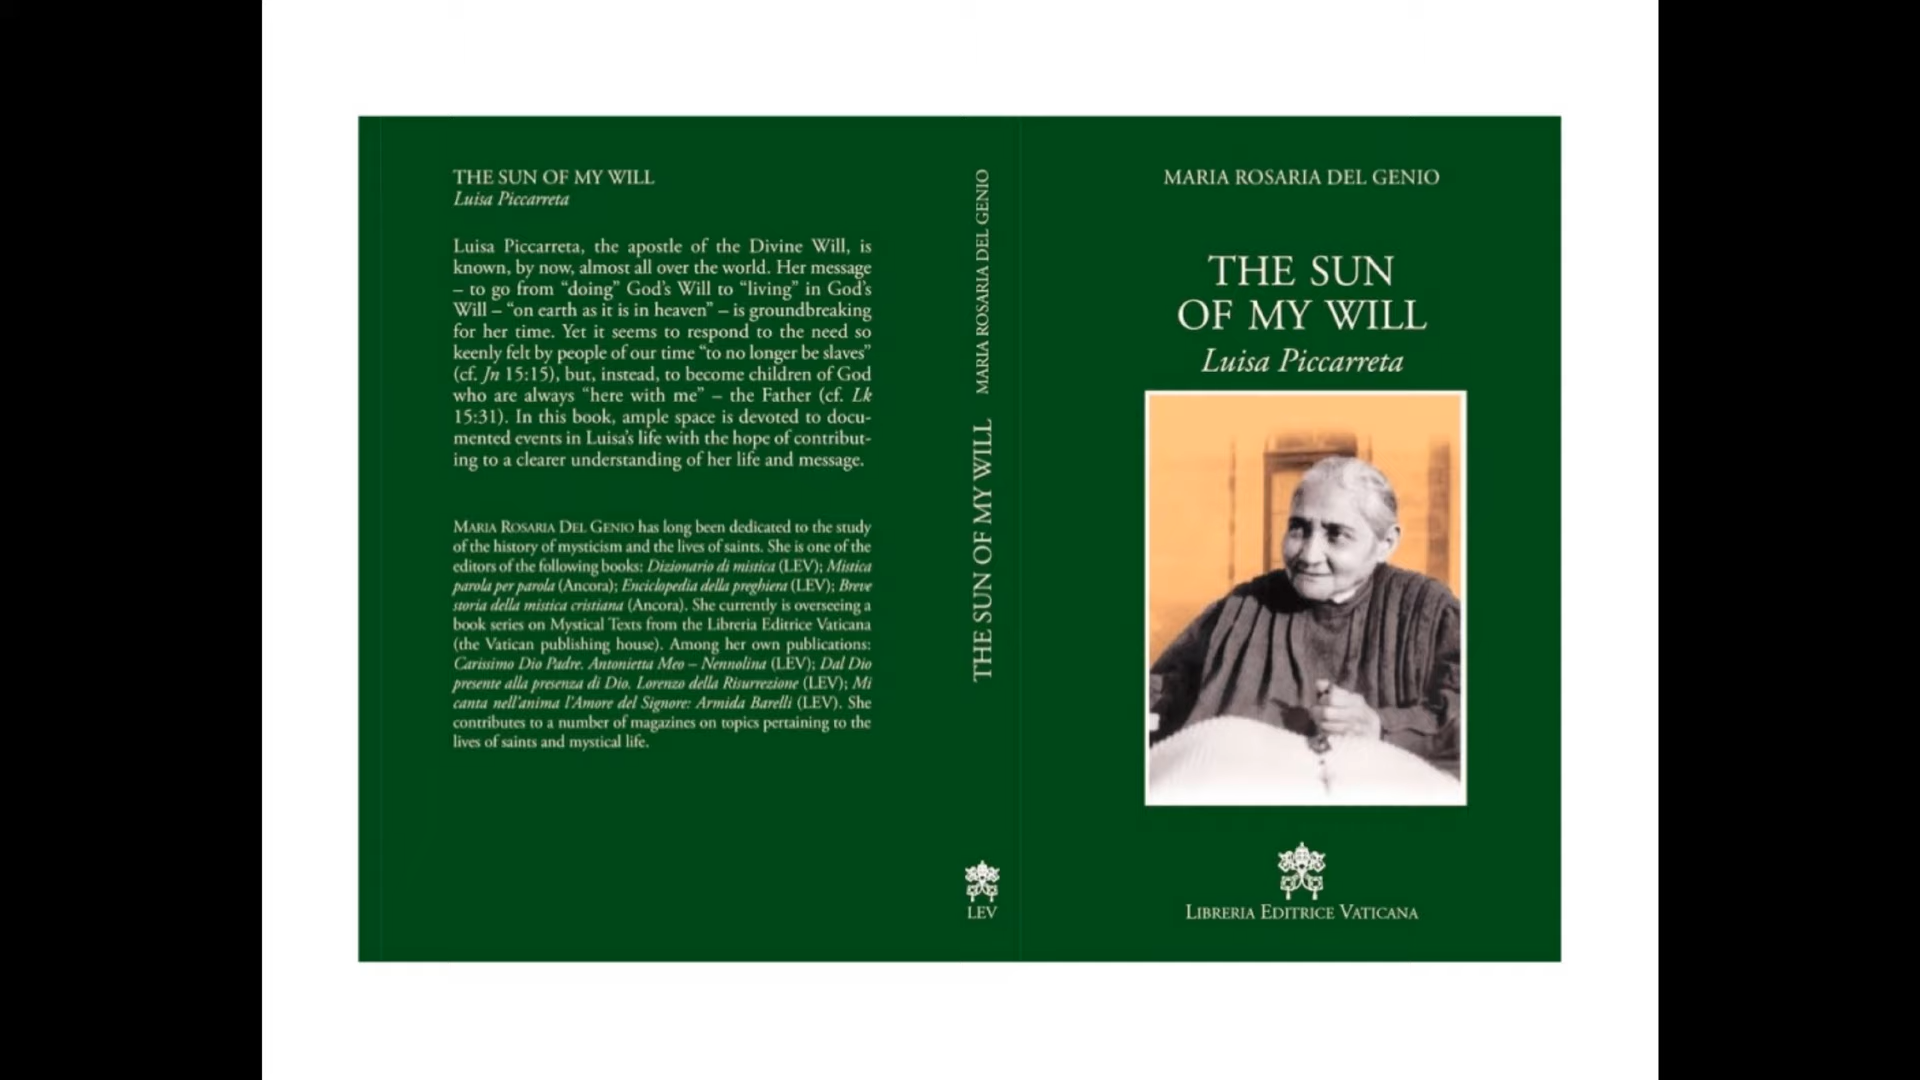 THE SUN OF MY WILL
Luisa Piccarreta
Luisa Piccarreta, the apostle of the Divine Will, is
known, by now, almost all over the world. Her message
– to go from “doing” God’s Will to “living” in God’s
Will – “on earth as it is in heaven” – is groundbreaking
for her time. Yet it seems to respond to the need so
keenly felt by people of our time “to no longer be slaves”
(cf. Jn 15:15), but, instead, to become children of God
who are always “here with me” – the Father (cf. Lk
15:31). In this book, ample space is devoted to docu-
mented events in Luisa’s life with the hope of contribut-
ing to a clearer understanding of her life and message.
MARIA ROSARIA DEL GENIO has long been dedicated to the study
of the history of mysticism and the lives of saints. She is one of the
editors of the following books: Dizionario di mistica (LEV); Mistica
parola per parola (Ancora); Enciclopedia della preghiera (LEV); Breve
storia della mistica cristiana (Ancora). She currently is overseeing a
book series on Mystical Texts from the Libreria Editrice Vaticana
(the Vatican publishing house). Among her own publications:
Carissimo Dio Padre. Antonietta Meo – Nennolina (LEV); Dal Dio
presente alla presenza di Dio. Lorenzo della Risurrezione (LEV); Mi
canta nell’anima l’Amore del Signore: Armida Barelli (LEV). She
contributes to a number of magazines on topics pertaining to the
lives of saints and mystical life.
THE SUN OF MY WILL MARIA ROSARIA DEL GENIO
LEV
MARIA ROSARIA DEL GENIO
THE SUN
OF MY WILL
Luisa Piccarreta
LIBRERIA EDITRICE VATICANA